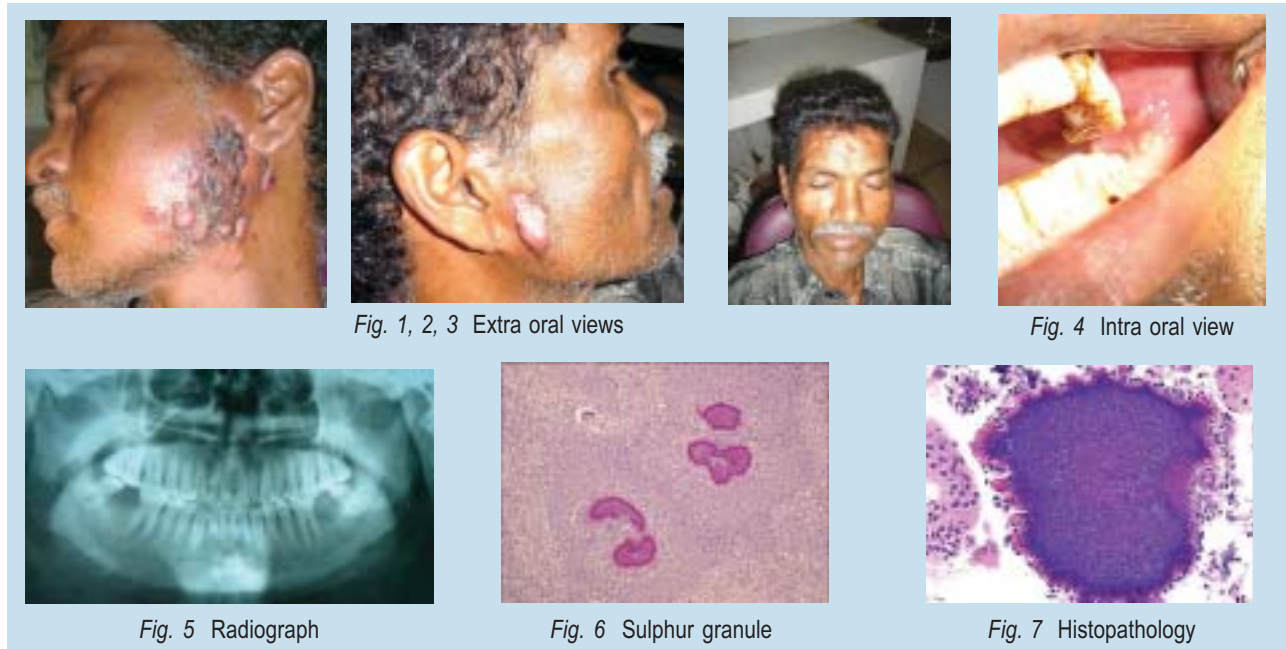 Fig. 1, 2, 3 Extra oral views
Fig. 4 Intra oral view
Fig. 5 Radiograph
Fig. 6 Sulphur granule
Fig. 7 Histopathology